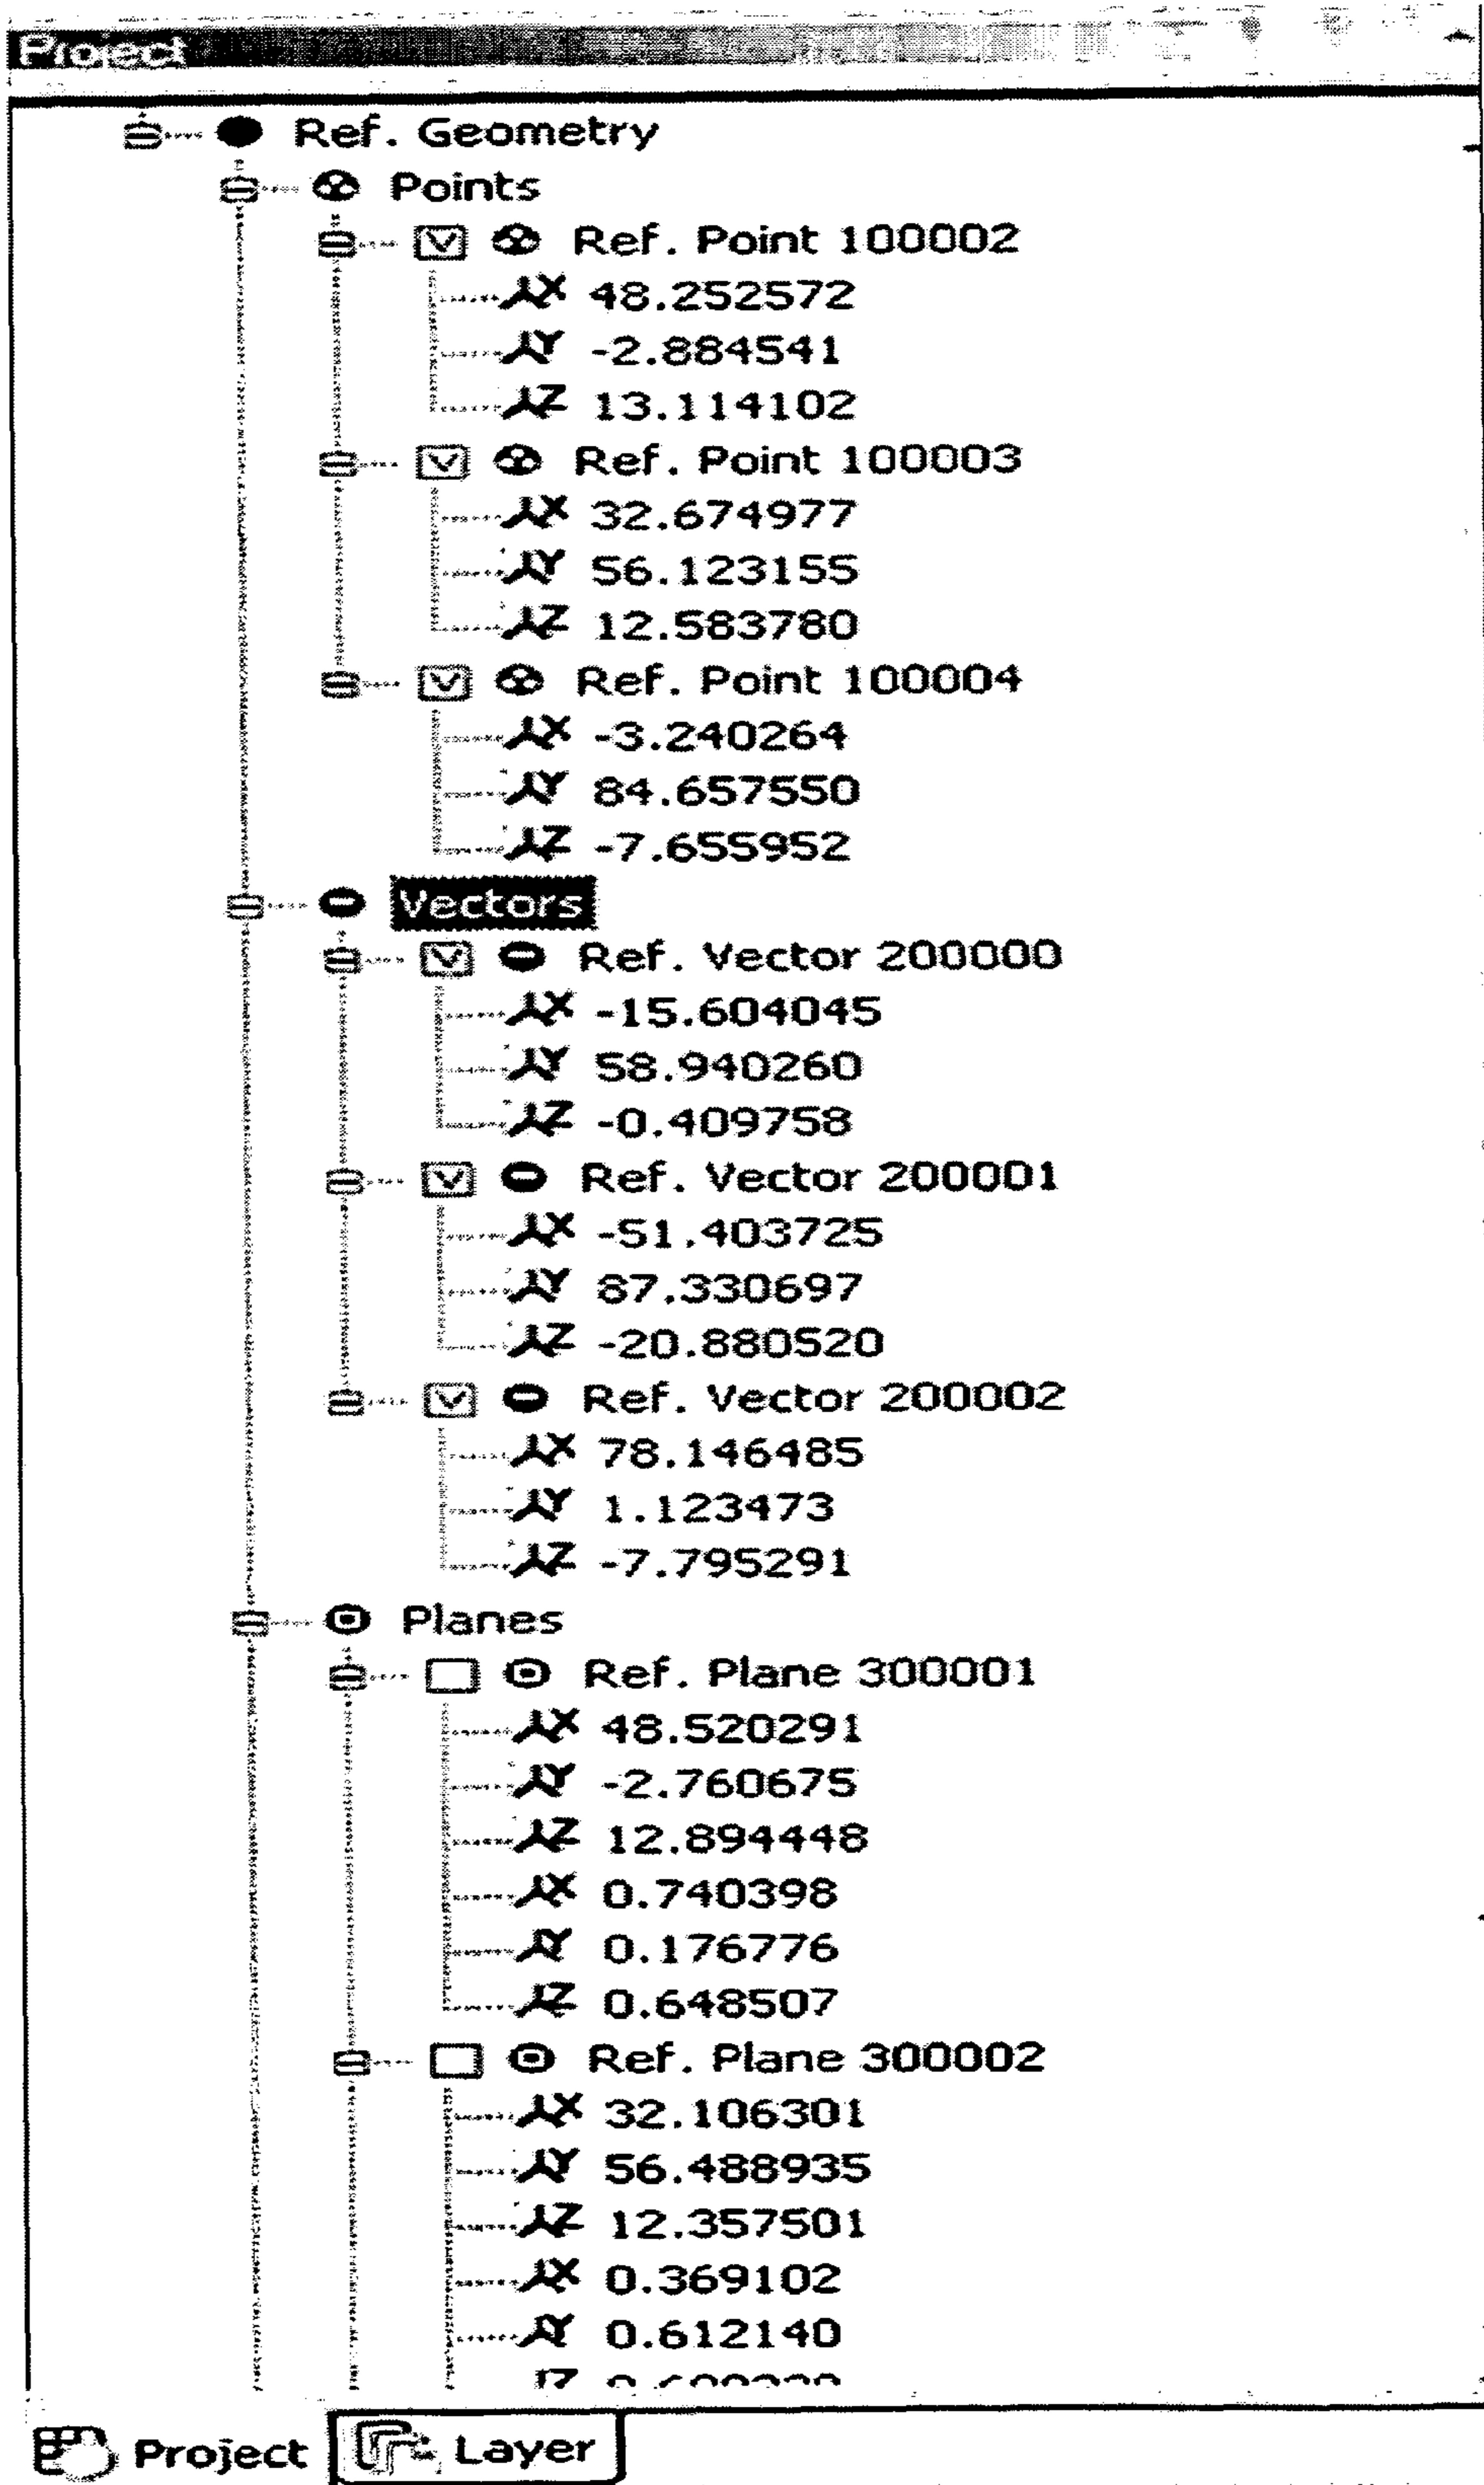 Project
Ref. Geometry
Points
Ref. Point 100002
X 48.252572
Y -2.884541
Z 13.114102
Ref. Point 100003
X 32.674977
Y 56.123155
Z 12.583780
Ref. Point 100004
X -3.240264
Y 84.657550
Z -7.655952
Vectors
Ref. Vector 200000
X -15.604045
Y 58.940260
Z -0.409758
Ref. Vector 200001
X -51.403725
Y 87.330697
Z -20.880520
Ref. Vector 200002
X 78.146485
Y 1.123473
Z -7.795291
Planes
Ref. Plane 300001
X 48.520291
Y -2.760675
Z 12.894448
X 0.740398
Y 0.176776
Z 0.648507
Ref. Plane 300002
X 32.106301
Y 56.488935
Z 12.357501
X 0.369102
Y 0.612140
Z
Project Layer